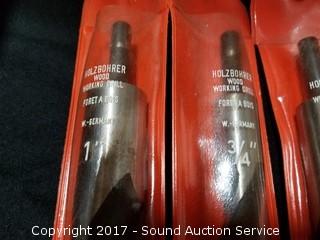 HOLZBOHRER
WOOD
WORKING DRILL
FORET A BOIS
W.-GERMANY
1"
HOLZBOHRER
WOOD
WORKING DRILL
FORET A BOIS
W.-GERMANY
3/4"
Copyright 2017 - Sound Auction Service